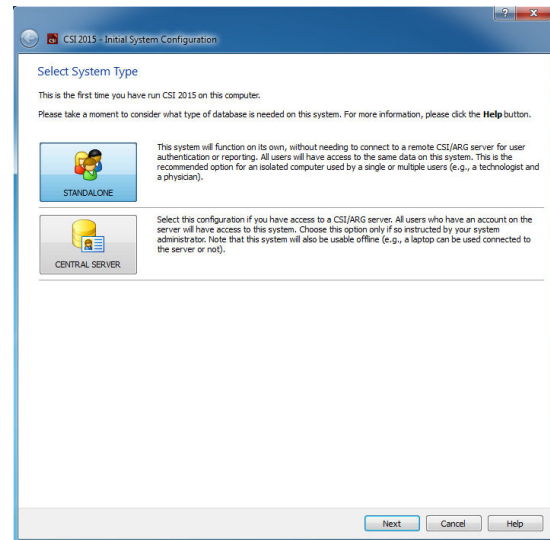 CSI 2015 - Initial System Configuration
Select System Type
This is the first time you have run CSI 2015 on this computer.
Please take a moment to consider what type of database is needed on this system. For more information, please click the Help button.
This system will function on its own, without needing to connect to a remote CSI/ARG server for user
authentication or reporting. All users will have access to the same data on this system. This is the
recommended option for an isolated computer used by a single or multiple users (e.g., a technologist and
a physician).
STANDALONE
Select this configuration if you have access to a CSI/ARG server. All users who have an account on the
server will have access to this system. Choose this option only if so instructed by your system
administrator. Note that this system will also be usable offline (e.g., a laptop can be used connected to
the server or not).
CENTRAL SERVER
Next Cancel Help